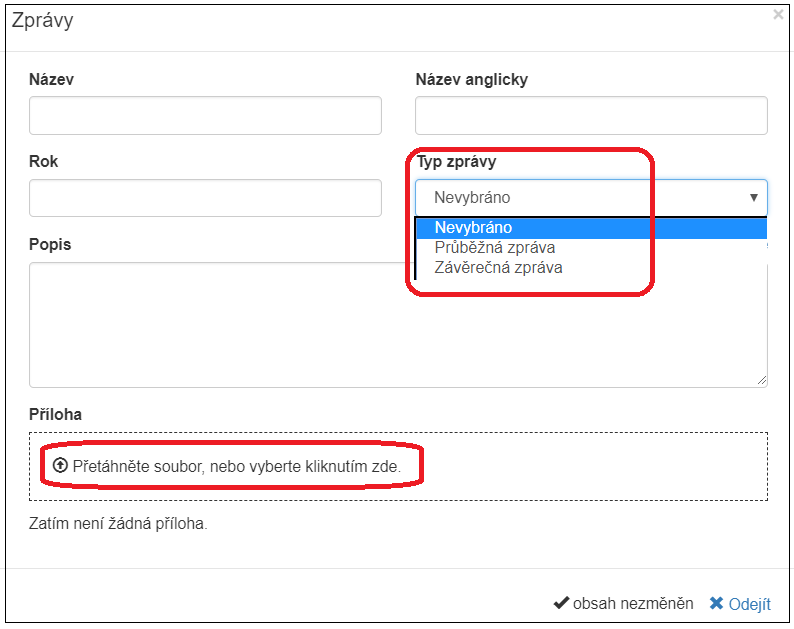 Zprávy
×
Název
Název anglicky
Rok
Typ zprávy
Nevybráno
Nevybráno
Průběžná zpráva
Závěrečná zpráva
Popis
Příloha
Přetáhněte soubor, nebo vyberte kliknutím zde.
Zatím není žádná příloha.
obsah nezměněn
Odejít